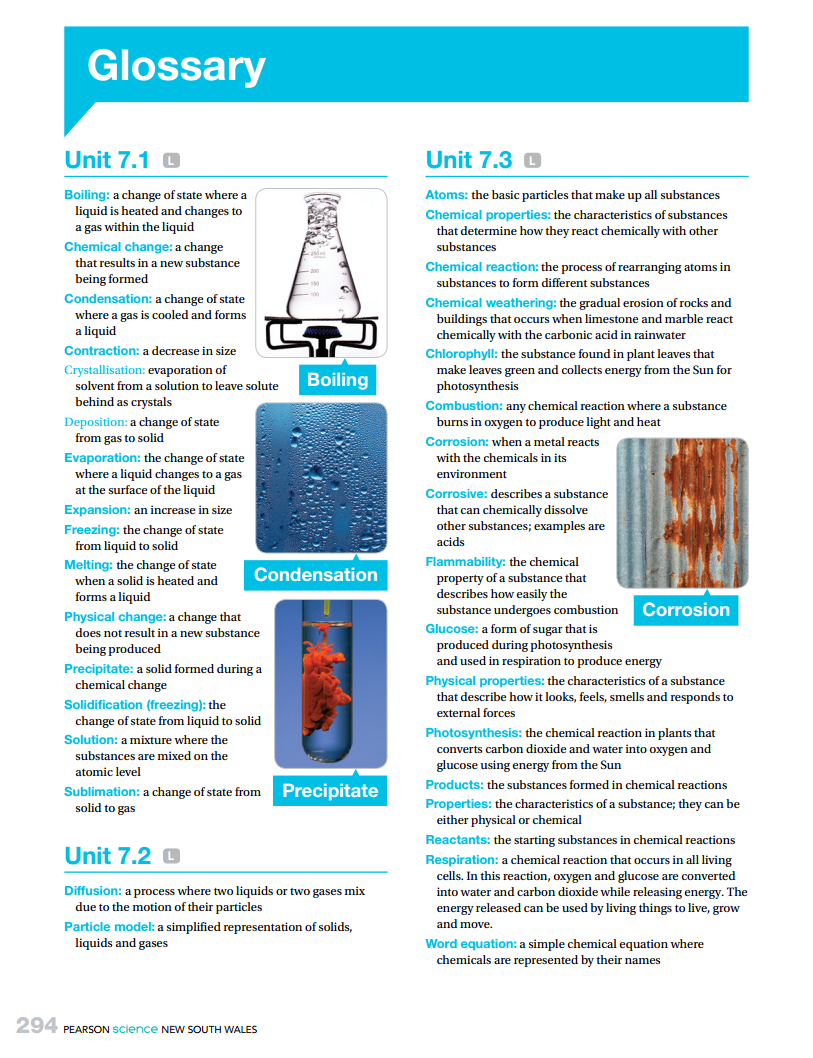 Glossary
Unit 7.1 L
Boiling: a change of state where a
liquid is heated and changes to
a gas within the liquid
Chemical change: a change
that results in a new substance
being formed
Condensation: a change of state
where a gas is cooled and forms
a liquid
Contraction: a decrease in size
Crystallisation: evaporation of
solvent from a solution to leave solute
behind as crystals
Deposition: a change of state
from gas to solid
Evaporation: the change of state
where a liquid changes to a gas
at the surface of the liquid
Expansion: an increase in size
Freezing: the change of state
from liquid to solid
Melting: the change of state
when a solid is heated and
forms a liquid
Physical change: a change that
does not result in a new substance
being produced
Precipitate: a solid formed during a
chemical change
Solidification (freezing): the
change of state from liquid to solid
Solution: a mixture where the
substances are mixed on the
atomic level
Sublimation: a change of state from
solid to gas
250 ml
200
150
100
Boiling
Condensation
Precipitate
Unit 7.2 L
Diffusion: a process where two liquids or two gases mix
due to the motion of their particles
Particle model: a simplified representation of solids,
liquids and gases
Unit 7.3 L
Atoms: the basic particles that make up all substances
Chemical properties: the characteristics of substances
that determine how they react chemically with other
substances
Chemical reaction: the process of rearranging atoms in
substances to form different substances
Chemical weathering: the gradual erosion of rocks and
buildings that occurs when limestone and marble react
chemically with the carbonic acid in rainwater
Chlorophyll: the substance found in plant leaves that
make leaves green and collects energy from the Sun for
photosynthesis
Combustion: any chemical reaction where a substance
burns in oxygen to produce light and heat
Corrosion: when a metal reacts
with the chemicals in its
environment
Corrosive: describes a substance
that can chemically dissolve
other substances; examples are
acids
Flammability: the chemical
property of a substance that
describes how easily the
substance undergoes combustion
Corrosion
Glucose: a form of sugar that is
produced during photosynthesis
and used in respiration to produce energy
Physical properties: the characteristics of a substance
that describe how it looks, feels, smells and responds to
external forces
Photosynthesis: the chemical reaction in plants that
converts carbon dioxide and water into oxygen and
glucose using energy from the Sun
Products: the substances formed in chemical reactions
Properties: the characteristics of a substance; they can be
either physical or chemical
Reactants: the starting substances in chemical reactions
Respiration: a chemical reaction that occurs in all living
cells. In this reaction, oxygen and glucose are converted
into water and carbon dioxide while releasing energy. The
energy released can be used by living things to live, grow
and move.
Word equation: a simple chemical equation where
chemicals are represented by their names
294 PEARSON science NEW SOUTH WALES